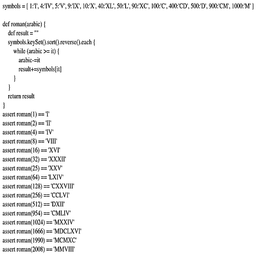 symbols = [ 1:'I', 4:'IV', 5:'V', 9:'IX', 10:'X', 40:'XL', 50:'L', 90:'XC', 100:'C', 400:'CD', 500:'D', 900:'CM', 1000:'M' ]
def roman(arabic) {
def result = ""
symbols.keySet().sort().reverse().each {
while (arabic >= it) {
arabic-=it
result+=symbols[it]
}
}
return result
}
assert roman(1) == 'I'
assert roman(2) == 'II'
assert roman(4) == 'IV'
assert roman(8) == 'VIII'
assert roman(16) == 'XVI'
assert roman(32) == 'XXXII'
assert roman(25) == 'XXV'
assert roman(64) == 'LXIV'
assert roman(128) == 'CXXVIII'
assert roman(256) == 'CCLVI'
assert roman(512) == 'DXII'
assert roman(954) == 'CMLIV'
assert roman(1024) == 'MXXIV'
assert roman(1666) == 'MDCLXVI'
assert roman(1990) == 'MCMXC'
assert roman(2008) == 'MMVIII'